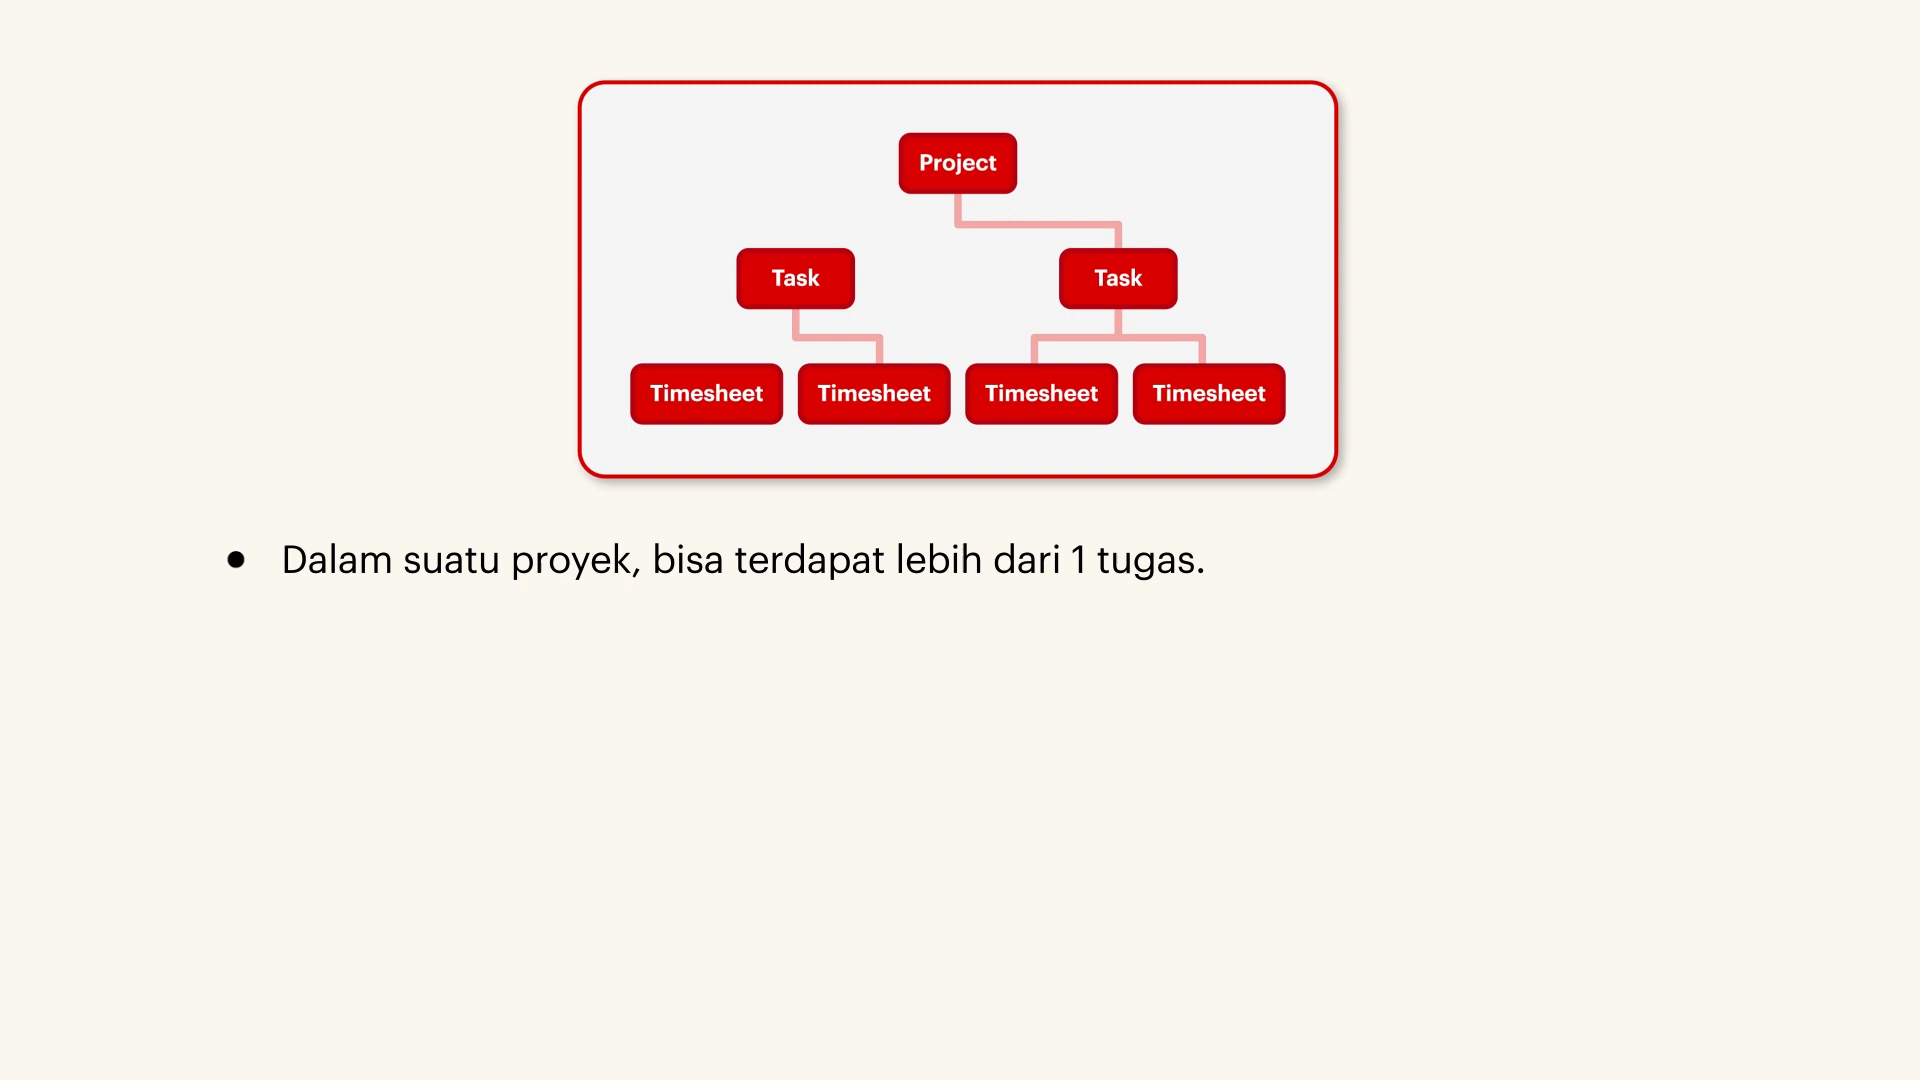 Project
Task Task
Timesheet Timesheet Timesheet Timesheet
● Dalam suatu proyek, bisa terdapat lebih dari 1 tugas.